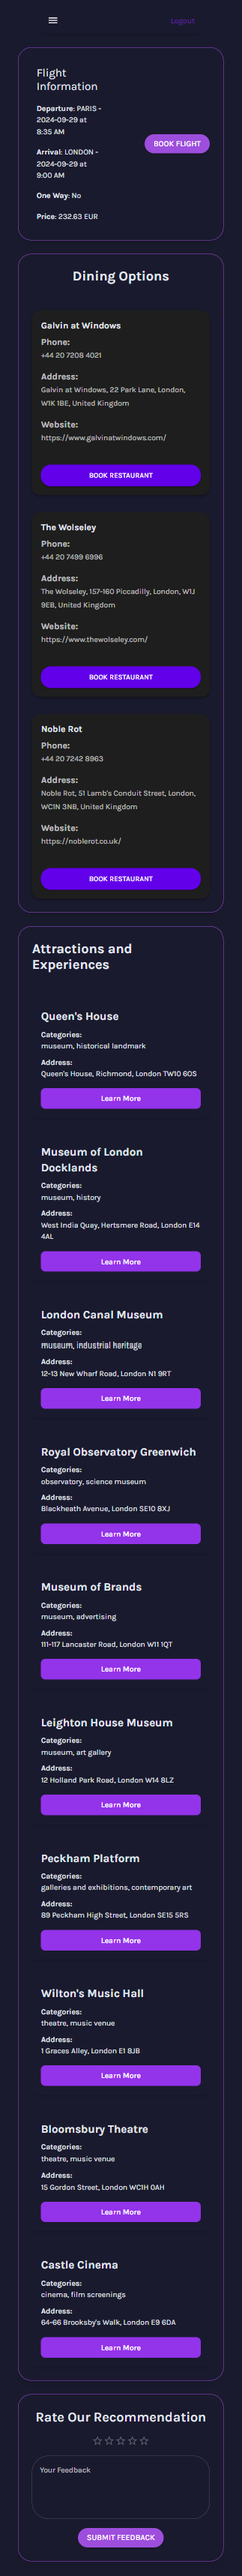 Logout
Flight
Information
Departure: PARIS -
2024-09-29 at
8:35 AM
Arrival: LONDON -
2024-09-29 at
9:00 AM
One Way: No
Price: 232.63 EUR
BOOK FLIGHT
Dining Options
Galvin at Windows
Phone:
+44 20 7208 4021
Address:
Galvin at Windows, 22 Park Lane, London,
W1K 1BE, United Kingdom
Website:
https://www.galvinatwindows.com/
BOOK RESTAURANT
The Wolseley
Phone:
+44 20 7499 6996
Address:
The Wolseley, 157-160 Piccadilly, London, W1J
9EB, United Kingdom
Website:
https://www.thewolseley.com/
BOOK RESTAURANT
Noble Rot
Phone:
+44 20 7242 8963
Address:
Noble Rot, 51 Lamb's Conduit Street, London,
WC1N 3NB, United Kingdom
Website:
https://noblerot.co.uk/
BOOK RESTAURANT
Attractions and
Experiences
Queen's House
Categories:
museum, historical landmark
Address:
Queen's House, Richmond, London TW10 6OS
Learn More
Museum of London
Docklands
Categories:
museum, history
Address:
West India Quay, Hertsmere Road, London E14
4AL
Learn More
London Canal Museum
Categories:
museum, industrial heritage
Address:
12-13 New Wharf Road, London N1 9RT
Learn More
Royal Observatory Greenwich
Categories:
observatory, science museum
Address:
Blackheath Avenue, London SE10 8XJ
Learn More
Museum of Brands
Categories:
museum, advertising
Address:
111-117 Lancaster Road, London W11 1QT
Learn More
Leighton House Museum
Categories:
museum, art gallery
Address:
12 Holland Park Road, London W14 8LZ
Learn More
Peckham Platform
Categories:
galleries and exhibitions, contemporary art
Address:
89 Peckham High Street, London SE15 5RS
Learn More
Wilton's Music Hall
Categories:
theatre, music venue
Address:
1 Graces Alley, London E1 8JB
Learn More
Bloomsbury Theatre
Categories:
theatre, music venue
Address:
15 Gordon Street, London WC1H 0AH
Learn More
Castle Cinema
Categories:
cinema, film screenings
Address:
64-66 Brooksby's Walk, London E9 6DA
Learn More
Rate Our Recommendation
Your Feedback
SUBMIT FEEDBACK